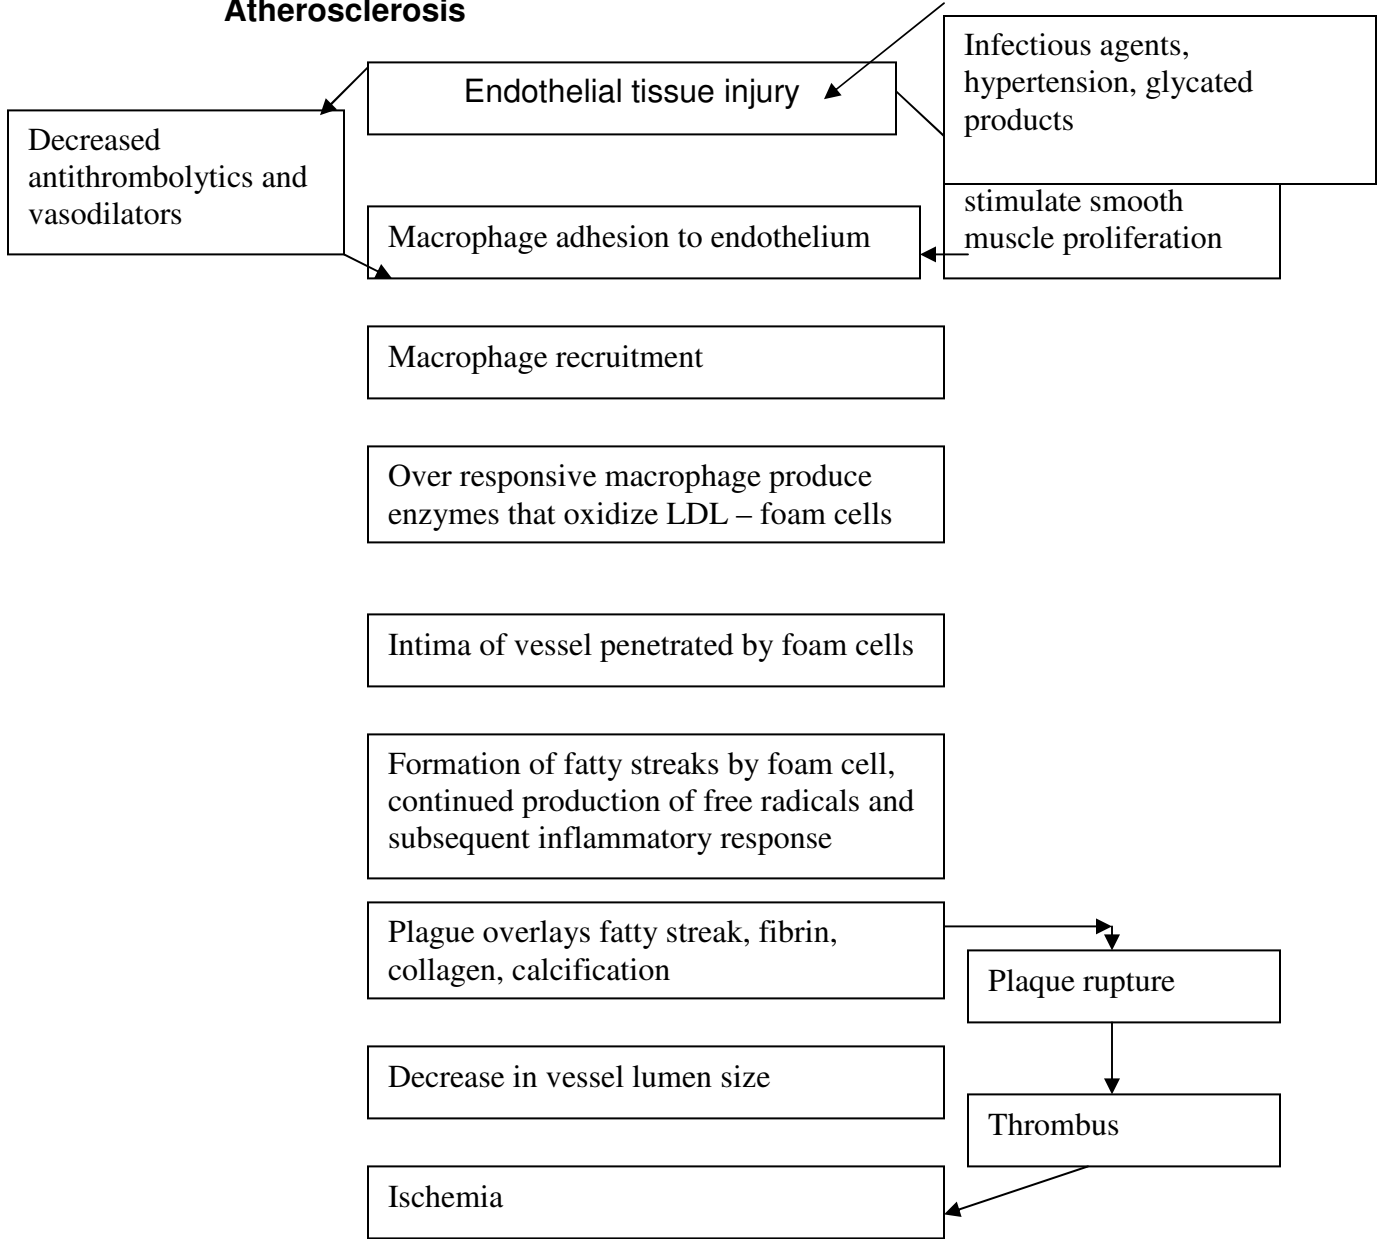 Atherosclerosis
Endothelial tissue injury
Infectious agents,
hypertension, glycated
products
Decreased
antithrombolytics and
vasodilators
stimulate smooth
muscle proliferation
Macrophage adhesion to endothelium
Macrophage recruitment
Over responsive macrophage produce
enzymes that oxidize LDL – foam cells
Intima of vessel penetrated by foam cells
Formation of fatty streaks by foam cell,
continued production of free radicals and
subsequent inflammatory response
Plague overlays fatty streak, fibrin,
collagen, calcification
Plaque rupture
Decrease in vessel lumen size
Thrombus
Ischemia